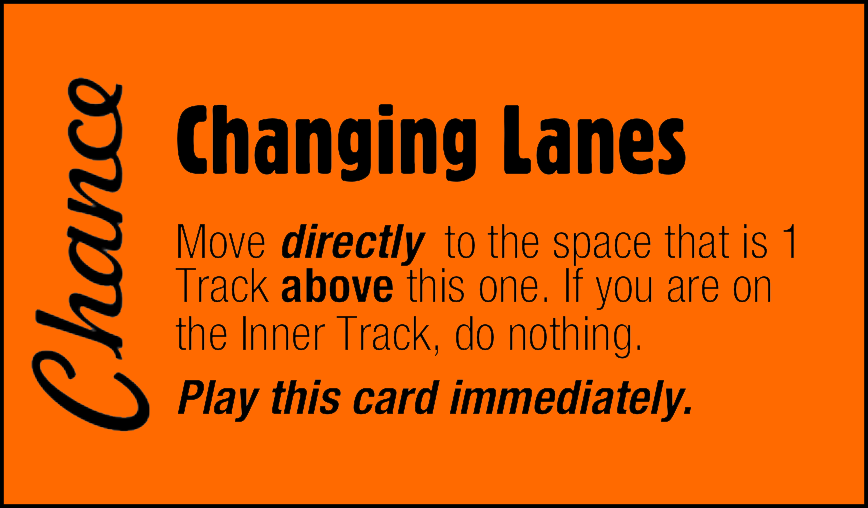 Chance
Changing Lanes
Move directly to the space that is 1
Track above this one. If you are on
the Inner Track, do nothing.
Play this card immediately.